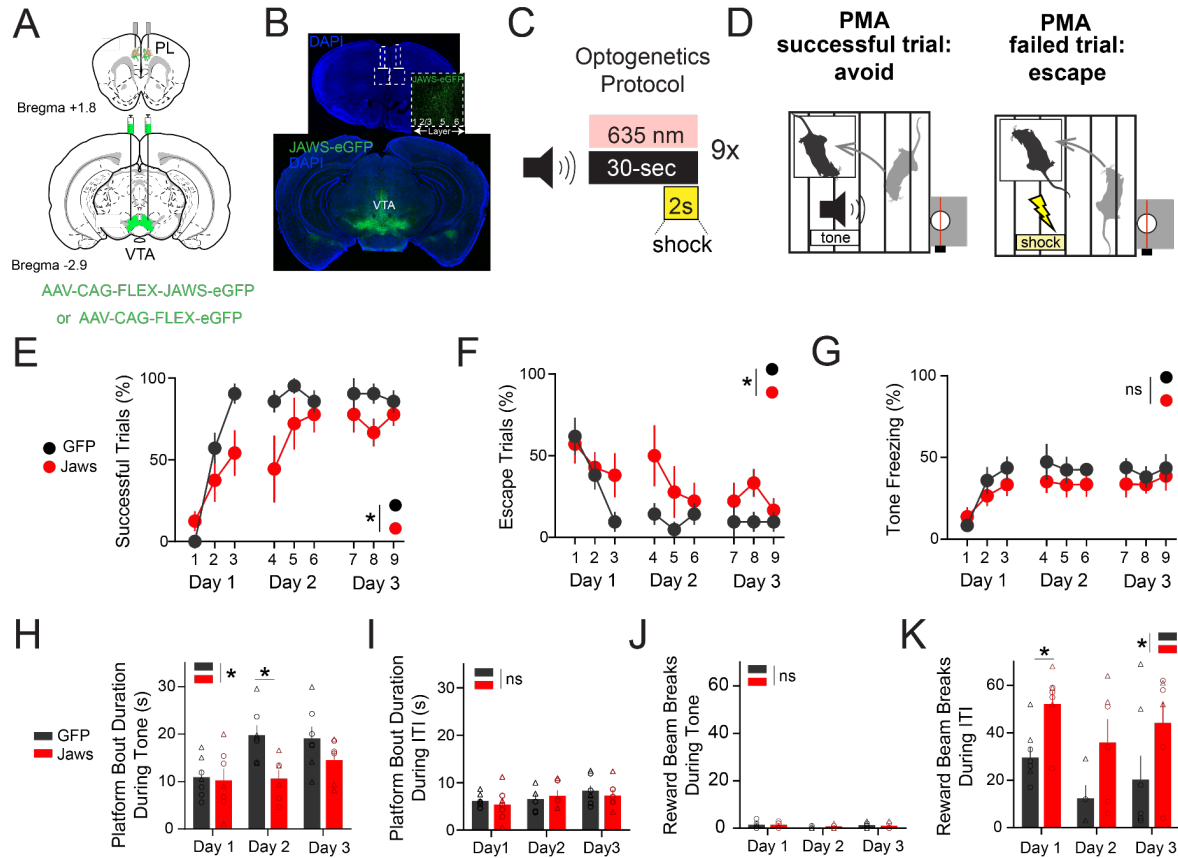 A
PL
Bregma +1.8
Bregma -2.9
VTA
AAV-CAG-FLEX-JAWS-eGFP
or AAV-CAG-FLEX-eGFP
B
DAPI
JAWS-eGFP
1 2/3 5 6
Layer
JAWS-eGFP
DAPI
VTA
C
Optogenetics
Protocol
635 nm
30-sec
9x
2s
shock
D
PMA
successful trial:
avoid
tone
PMA
failed trial:
escape
shock
E
Successful Trials (%)
100
50
0
GFP
Jaws
*
1 2 3 4 5 6 7 8 9
Day 1 Day 2 Day 3
F
Escape Trials (%)
100
50
0
*
1 2 3 4 5 6 7 8 9
Day 1 Day 2 Day 3
G
Tone Freezing (%)
100
50
0
ns
1 2 3 4 5 6 7 8 9
Day 1 Day 2 Day 3
H
Platform Bout Duration
During Tone (s)
30
20
10
0
GFP
Jaws
*
*
Day 1 Day 2 Day 3
I
Platform Bout Duration
During ITI (s)
30
20
10
0
ns
Day1 Day 2 Day 3
J
Reward Beam Breaks
During Tone
60
40
20
0
ns
Day 1 Day 2 Day 3
K
Reward Beam Breaks
During ITI
60
40
20
0
*
*
Day 1 Day 2 Day 3